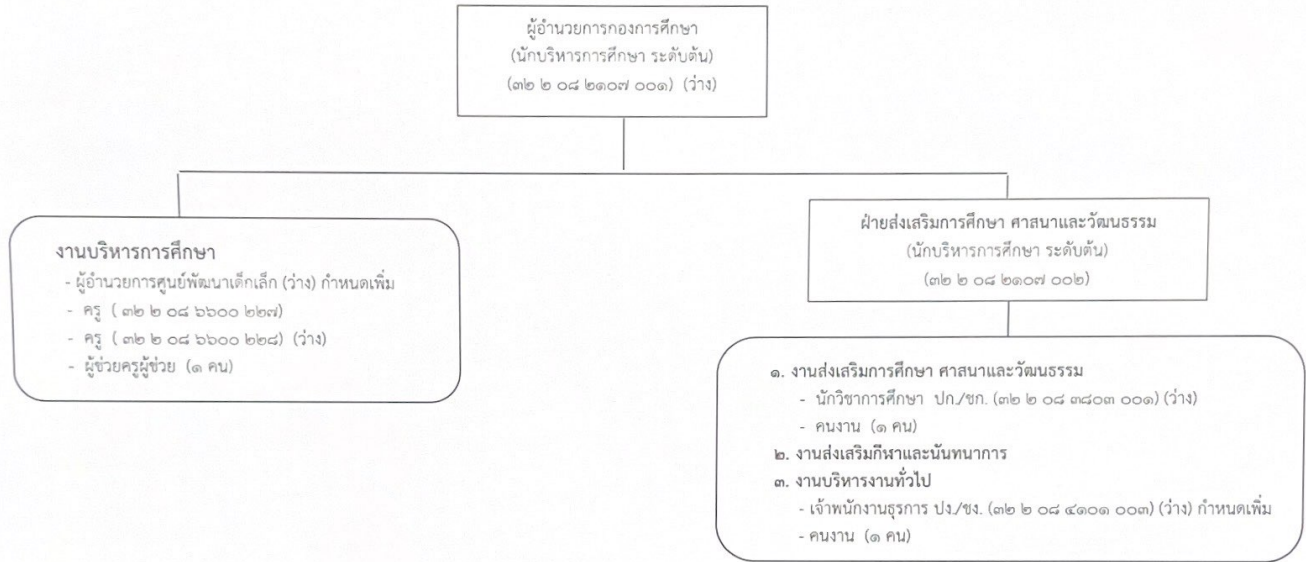 ผู้อำนวยการกองการศึกษา
(นักบริหารการศึกษา ระดับต้น)
(๓๒ ๒ ๐๘ ๒๑๐๗ ๐๐๑) (ว่าง)
งานบริหารการศึกษา
- ผู้อำนวยการศูนย์พัฒนาเด็กเล็ก (ว่าง) กำหนดเพิ่ม
- ครู ( ๓๒ ๒ ๐๘ ๖๖๐๐ ๒๒๗)
- ครู ( ๓๒ ๒ ๐๘ ๖๖๐๐ ๒๒๘) (ว่าง)
- ผู้ช่วยครูผู้ช่วย (๑ คน)
ฝ่ายส่งเสริมการศึกษา ศาสนาและวัฒนธรรม
(นักบริหารการศึกษา ระดับต้น)
(๓๒ ๒ ๐๘ ๒๑๐๗ ๐๐๒)
๑. งานส่งเสริมการศึกษา ศาสนาและวัฒนธรรม
- นักวิชาการศึกษา ปก./ชก. (๓๒ ๒ ๐๘ ๓๘๐๓ ๐๐๑) (ว่าง)
- คนงาน (๑ คน)
๒. งานส่งเสริมกีฬาและนันทนาการ
๓. งานบริหารงานทั่วไป
- เจ้าพนักงานธุรการ ปง./ชง. (๓๒ ๒ ๐๘ ๔๑๐๑ ๐๐๓) (ว่าง) กำหนดเพิ่ม
- คนงาน (๑ คน)